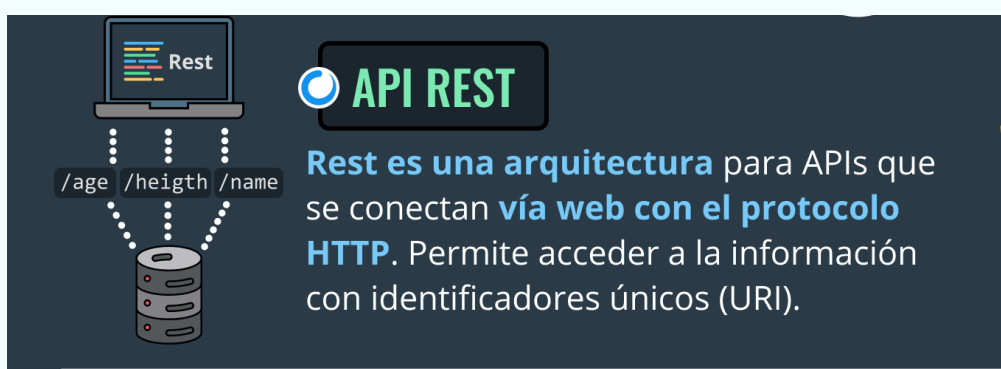 Rest
API REST
Rest es una arquitectura para APIs que
se conectan vía web con el protocolo
HTTP. Permite acceder a la información
con identificadores únicos (URI).
/age /heigth /name